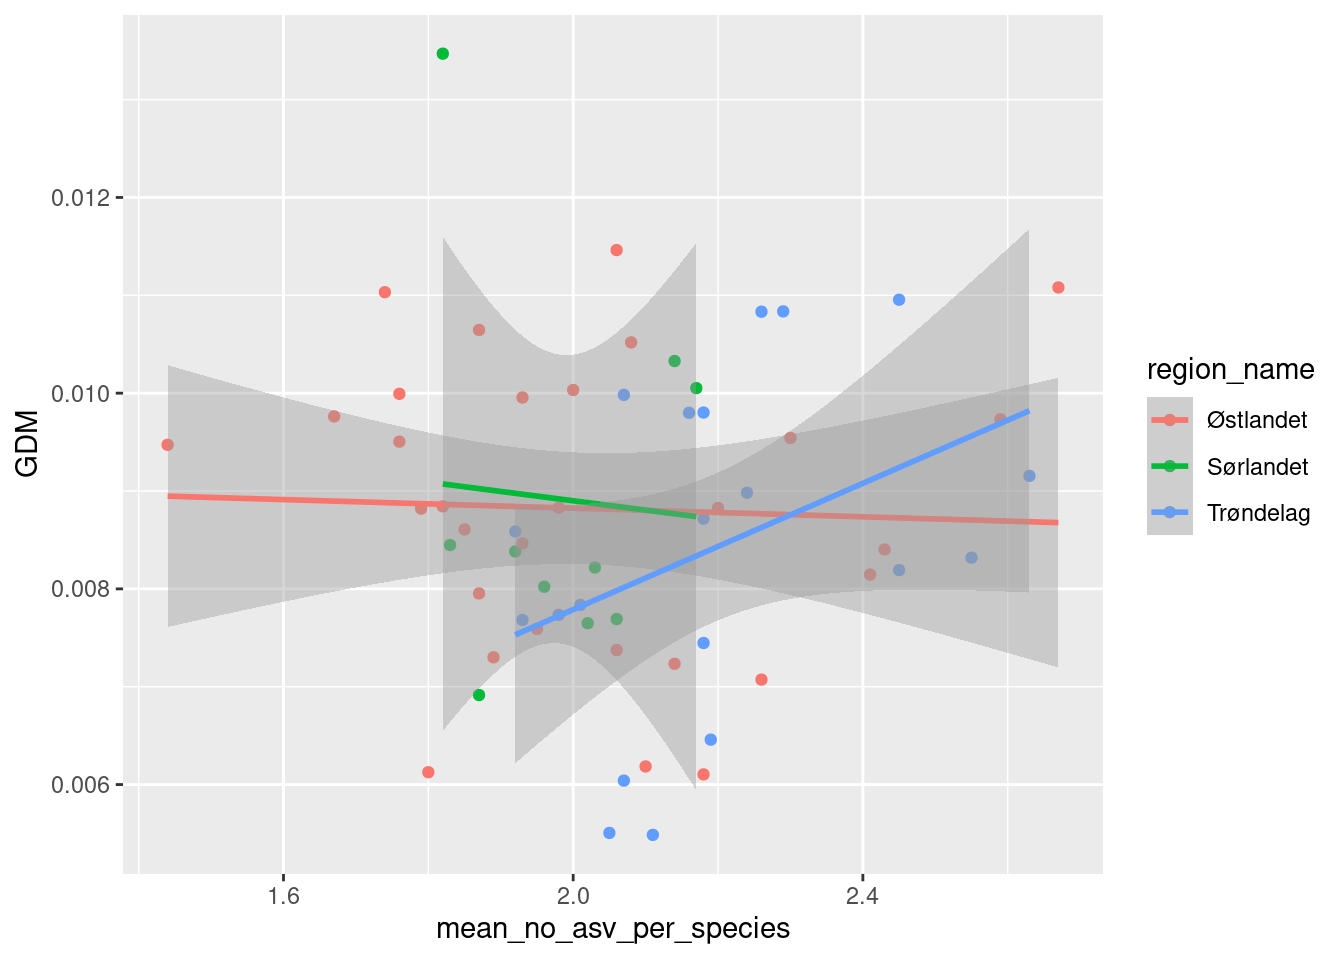 0.012
0.010
0.008
0.006
GDM
1.6
2.0
2.4
mean_no_asv_per_species
region_name
Østlandet
Sørlandet
Trøndelag